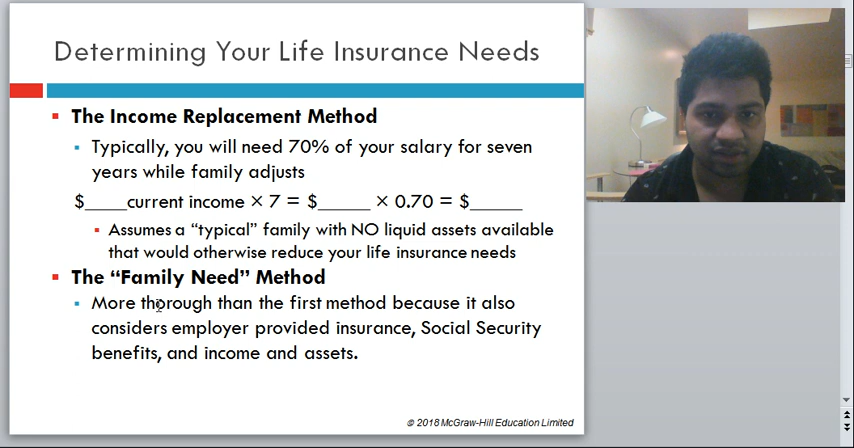 Determining Your Life Insurance Needs
The Income Replacement Method
Typically, you will need 70% of your salary for seven
years while family adjusts
$____current income × 7 = $_____ × 0.70 = $_____
Assumes a “typical” family with NO liquid assets available
that would otherwise reduce your life insurance needs
The “Family Need” Method
More thorough than the first method because it also
considers employer provided insurance, Social Security
benefits, and income and assets.
© 2018 McGraw-Hill Education Limited